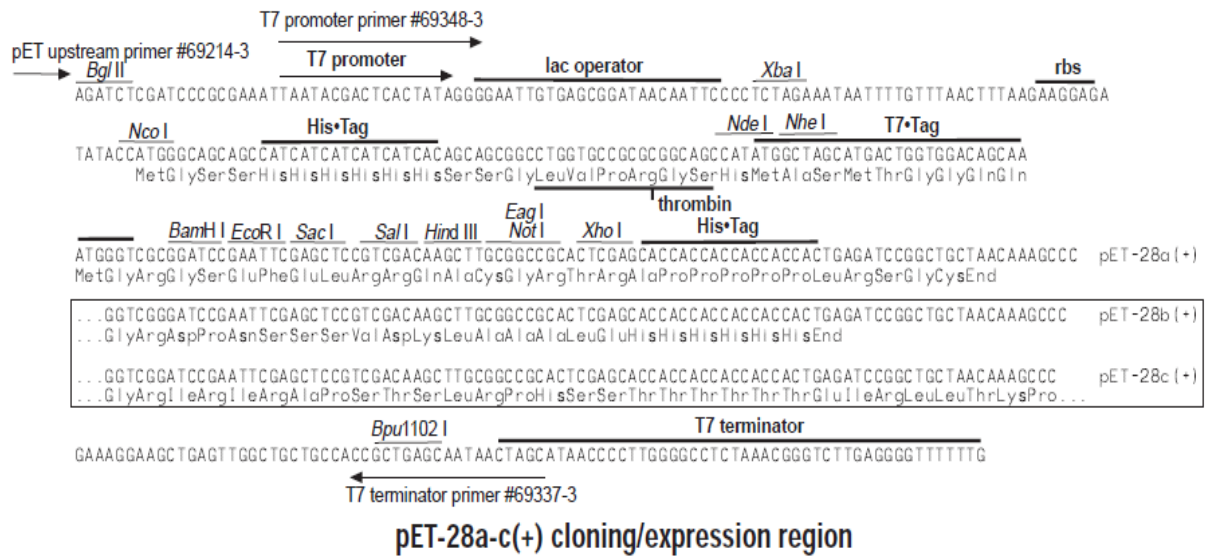 T7 promoter primer #69348-3
pET upstream primer #69214-3
Bgl II T7 promoter lac operator Xba I rbs
AGATCTCGATCCCGCGAAATTAATACGACTCACTATAGGGGAATTGTGAGCGGATAACAATTCCCCTCTAGAAATAATTTTGTTTAACTTTAAGAAGGAGA
Nco I His•Tag Nde I Nhe I T7•Tag
TATACCATGGGCAGCAGCCATCATCATCATCATCACAGCAGCGGCCTGGTGCCGCGCGGCAGCCATATGGCTAGCATGACTGGTGGACAGCAA
MetGlySerSerHisHisHisHisHisHisSerSerGlyLeuValProArgGlySerHisMetAlaSerMetThrGlyGlyGlnGln
thrombin
BamH I EcoR I Sac I Sal I Hind III Eag I Not I Xho I His•Tag
ATGGGTCGCGGATCCGAATTCGAGCTCCGTCGACAAGCTTGCGGCCGCACTCGAGCACCACCACCACCACCACTGAGATCCGGCTGCTAACAAAGCCC pET-28a(+)
MetGlyArgGlySerGluPheGluLeuArgArgGlnAlaCysGlyArgThrArgAlaProProProProProLeuArgSerGlyCysEnd
...GGTCGGGATCCGAATTCGAGCTCCGTCGACAAGCTTGCGGCCGCACTCGAGCACCACCACCACCACCACTGAGATCCGGCTGCTAACAAAGCCC pET-28b(+)
...GlyArgAspProAsnSerSerSerValAspLysLeuAlaAlaAlaLeuGluHisHisHisHisHisHisEnd
...GGTCGGATCCGAATTCGAGCTCCGTCGACAAGCTTGCGGCCGCACTCGAGCACCACCACCACCACCACTGAGATCCGGCTGCTAACAAAGCCC pET-28c(+)
...GlyArgIleArgIleArgAlaProSerThrSerLeuArgProHisSerSerThrThrThrThrThrThrGluIleArgLeuLeuThrLysPro...
Bpu1102 I T7 terminator
GAAAGGAAGCTGAGTTGGCTGCTGCCACCGCTGAGCAATAACTAGCATAACCCCTTGGGGCCTCTAAACGGGTCTTGAGGGGTTTTTTG
T7 terminator primer #69337-3
pET-28a-c(+) cloning/expression region